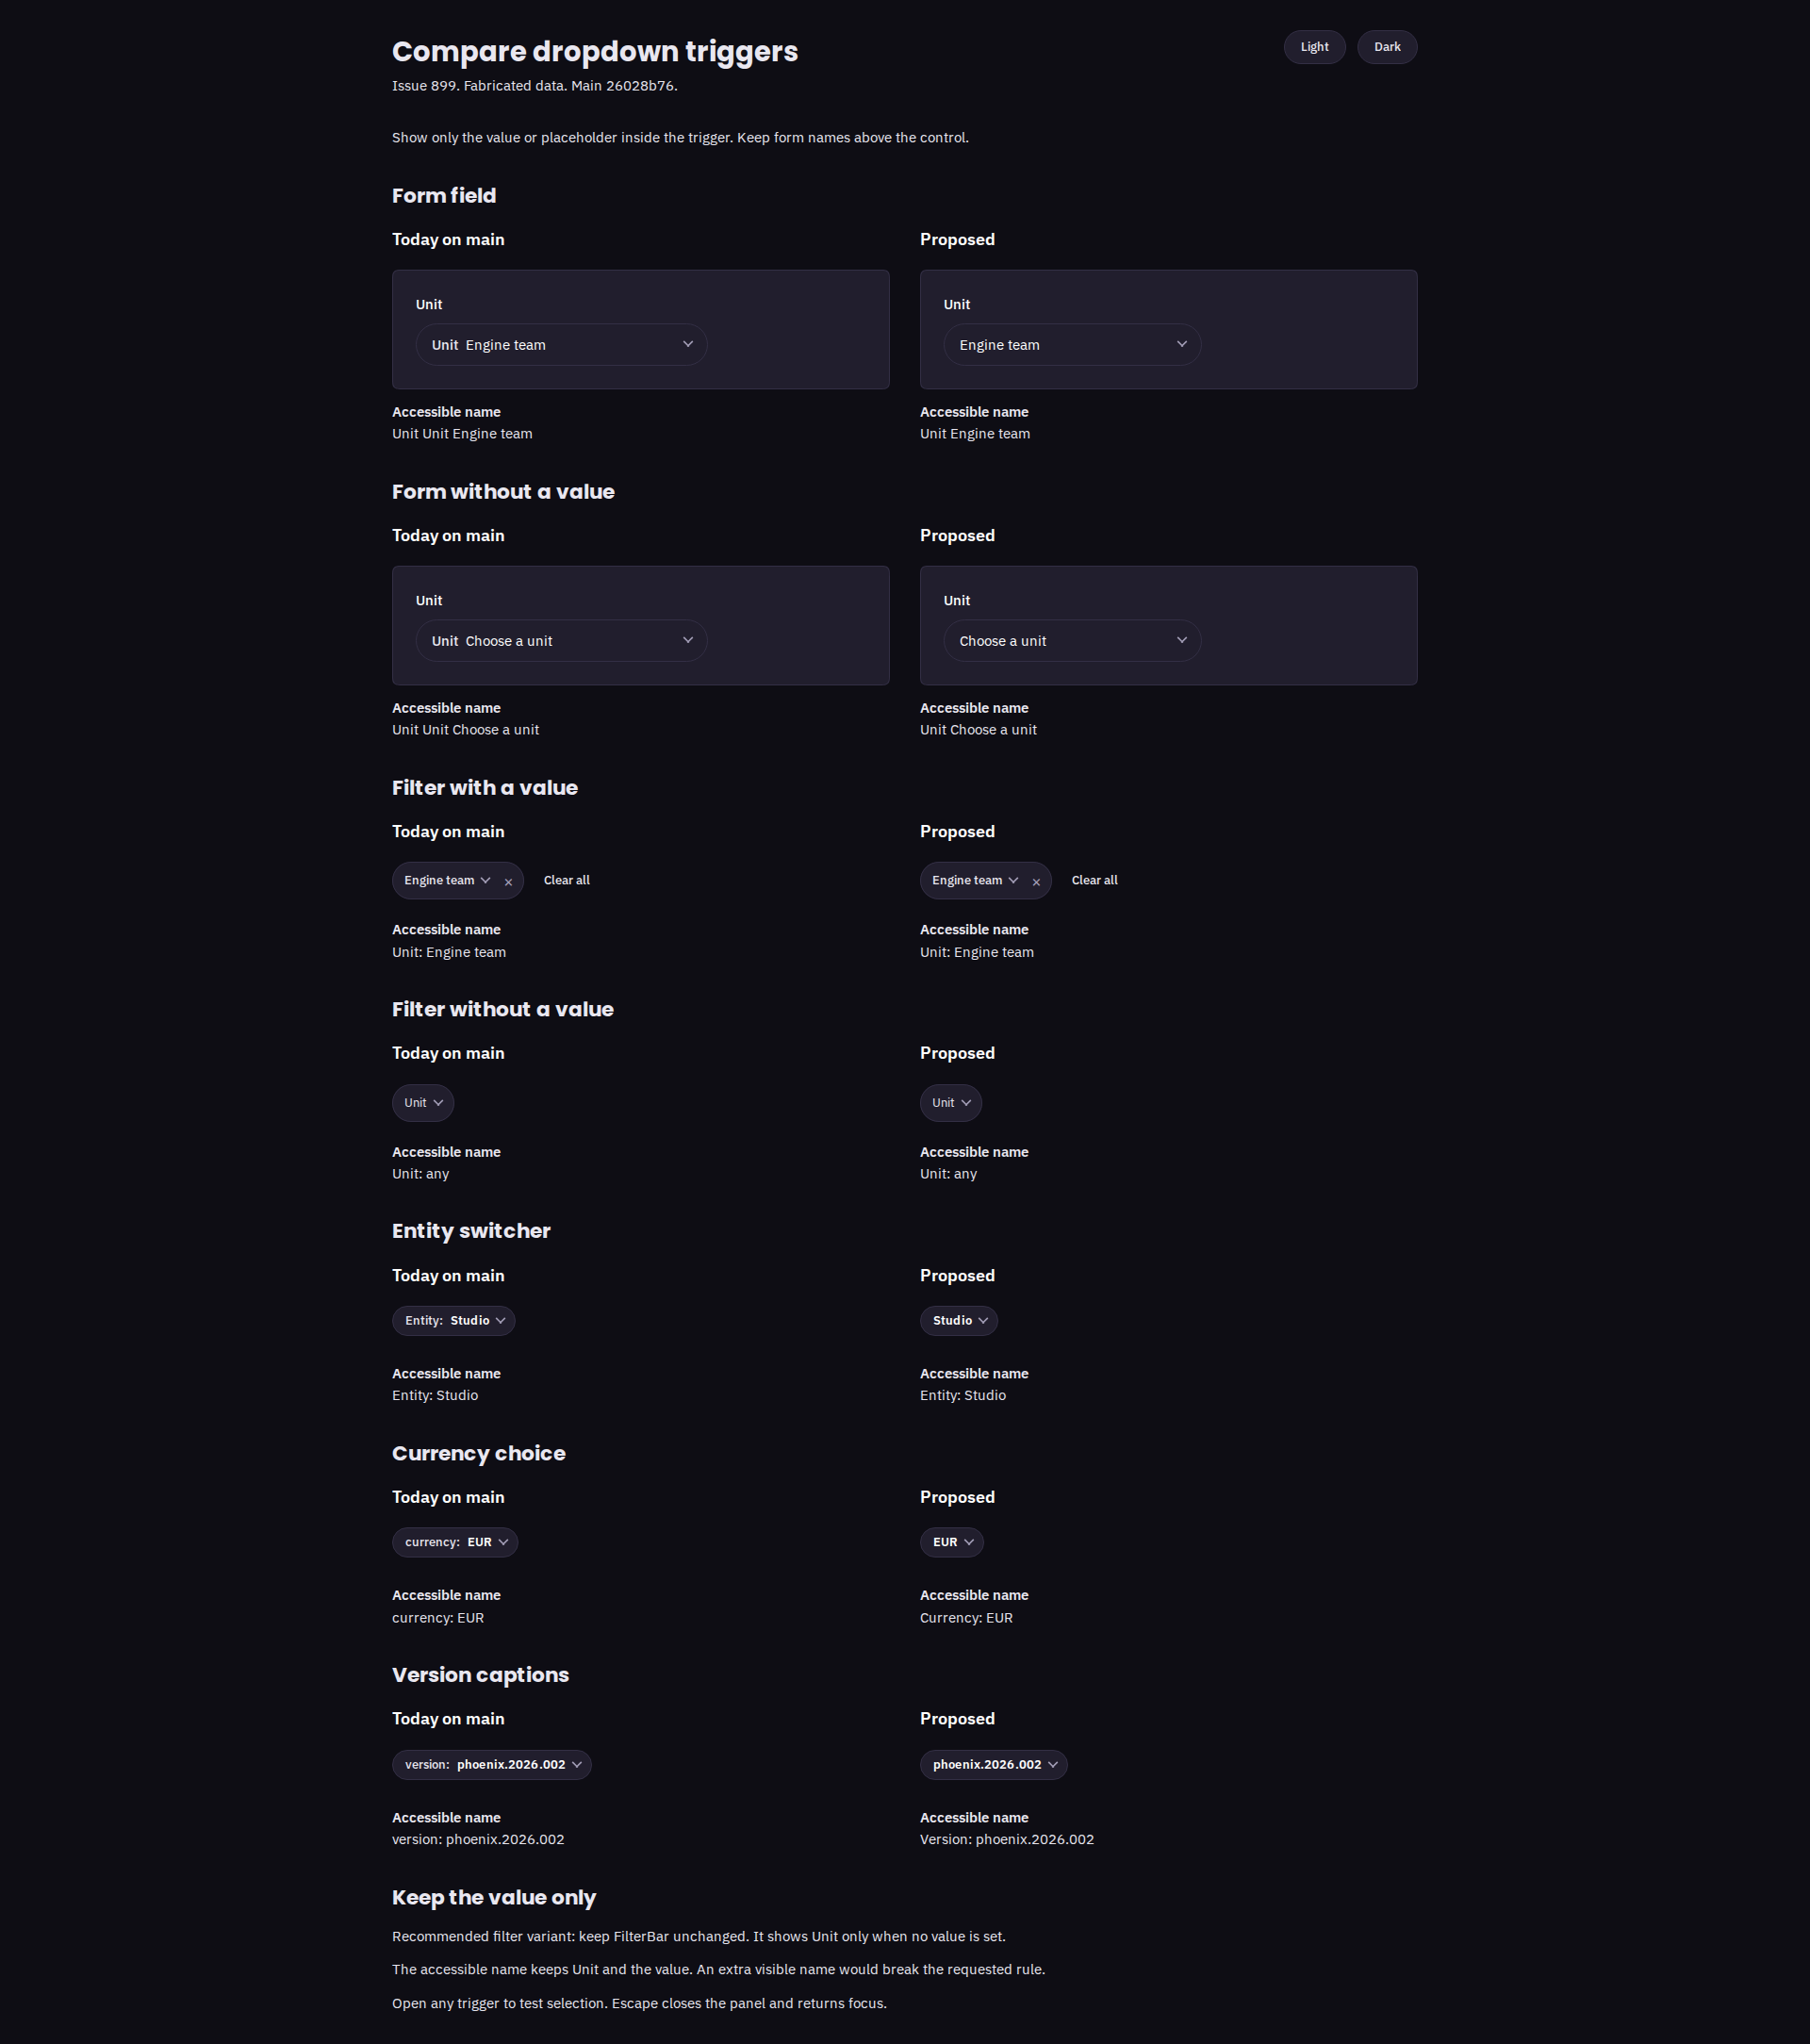 Compare dropdown triggers
Light
Dark
Issue 899. Fabricated data. Main 26028b76.
Show only the value or placeholder inside the trigger. Keep form names above the control.
Form field
Today on main
Proposed
Unit
Unit
Unit Engine team
Engine team
Accessible name
Accessible name
Unit Unit Engine team
Unit Engine team
Form without a value
Today on main
Proposed
Unit
Unit
Unit Choose a unit
Choose a unit
Accessible name
Accessible name
Unit Unit Choose a unit
Unit Choose a unit
Filter with a value
Today on main
Proposed
Engine team × Clear all
Engine team × Clear all
Accessible name
Accessible name
Unit: Engine team
Unit: Engine team
Filter without a value
Today on main
Proposed
Unit
Unit
Accessible name
Accessible name
Unit: any
Unit: any
Entity switcher
Today on main
Proposed
Entity: Studio
Studio
Accessible name
Accessible name
Entity: Studio
Entity: Studio
Currency choice
Today on main
Proposed
currency: EUR
EUR
Accessible name
Accessible name
currency: EUR
Currency: EUR
Version captions
Today on main
Proposed
version: phoenix.2026.002
phoenix.2026.002
Accessible name
Accessible name
version: phoenix.2026.002
Version: phoenix.2026.002
Keep the value only
Recommended filter variant: keep FilterBar unchanged. It shows Unit only when no value is set.
The accessible name keeps Unit and the value. An extra visible name would break the requested rule.
Open any trigger to test selection. Escape closes the panel and returns focus.